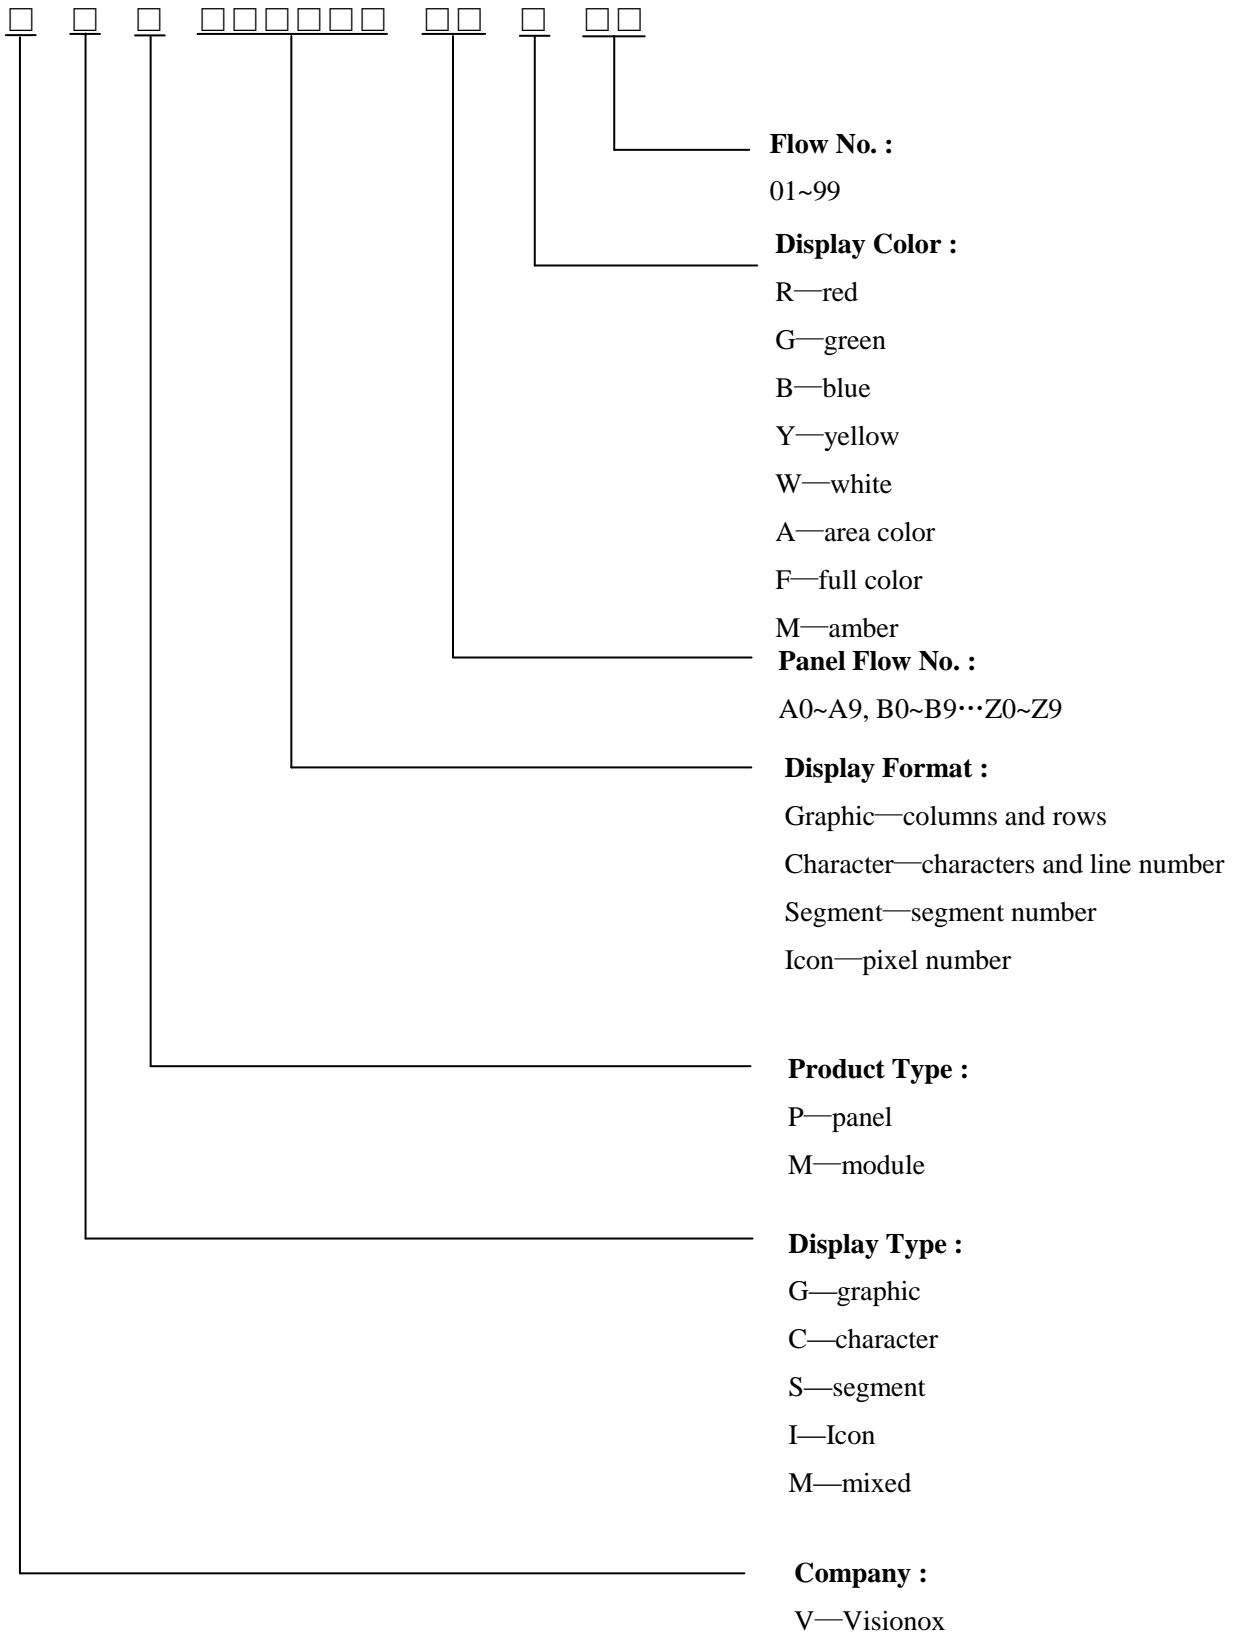 □ □ □ □□□□□□ □□ □ □□
Flow No. :
01~99
Display Color :
R—red
G—green
B—blue
Y—yellow
W—white
A—area color
F—full color
M—amber
Panel Flow No. :
A0~A9, B0~B9⋯Z0~Z9
Display Format :
Graphic—columns and rows
Character—characters and line number
Segment—segment number
Icon—pixel number
Product Type :
P—panel
M—module
Display Type :
G—graphic
C—character
S—segment
I—Icon
M—mixed
Company :
V—Visionox